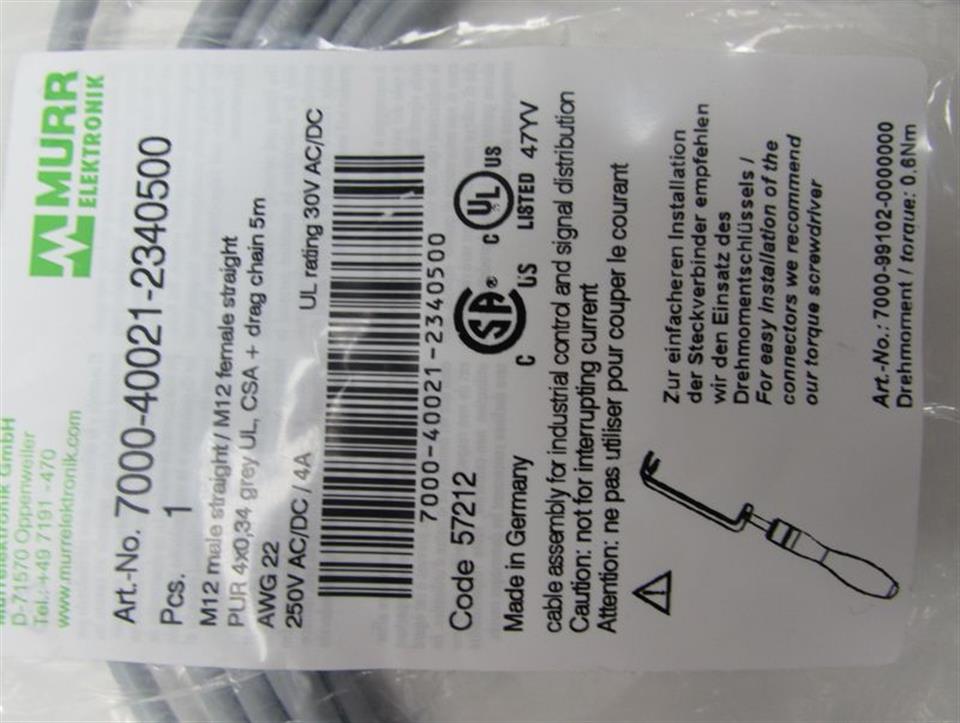 Murrelektronik GmbH
D-71570 Oppenweiler
Tel.: +49 7191 -470
www.murrelektronik.com
MURR
ELEKTRONIK
Art.-No. 7000-40021-2340500
Pcs. 1
M12 male straight / M12 female straight
PUR 4x0,34 grey UL, CSA + drag chain 5m
AWG 22
250V AC/DC / 4A
UL rating 30V AC/DC
7000-40021-2340500
Code 57212
C SA® US
C UL US
LISTED 47YV
Made in Germany
cable assembly for industrial control and signal distribution
Caution: not for interrupting current
Attention: ne pas utiliser pour couper le courant
Zur einfacheren Installation
der Steckverbinder empfehlen
wir den Einsatz des
Drehmomentschlüssels /
For easy installation of the
connectors we recommend
our torque screwdriver
Art.-No.: 7000-99102-0000000
Drehmoment / torque: 0,6Nm